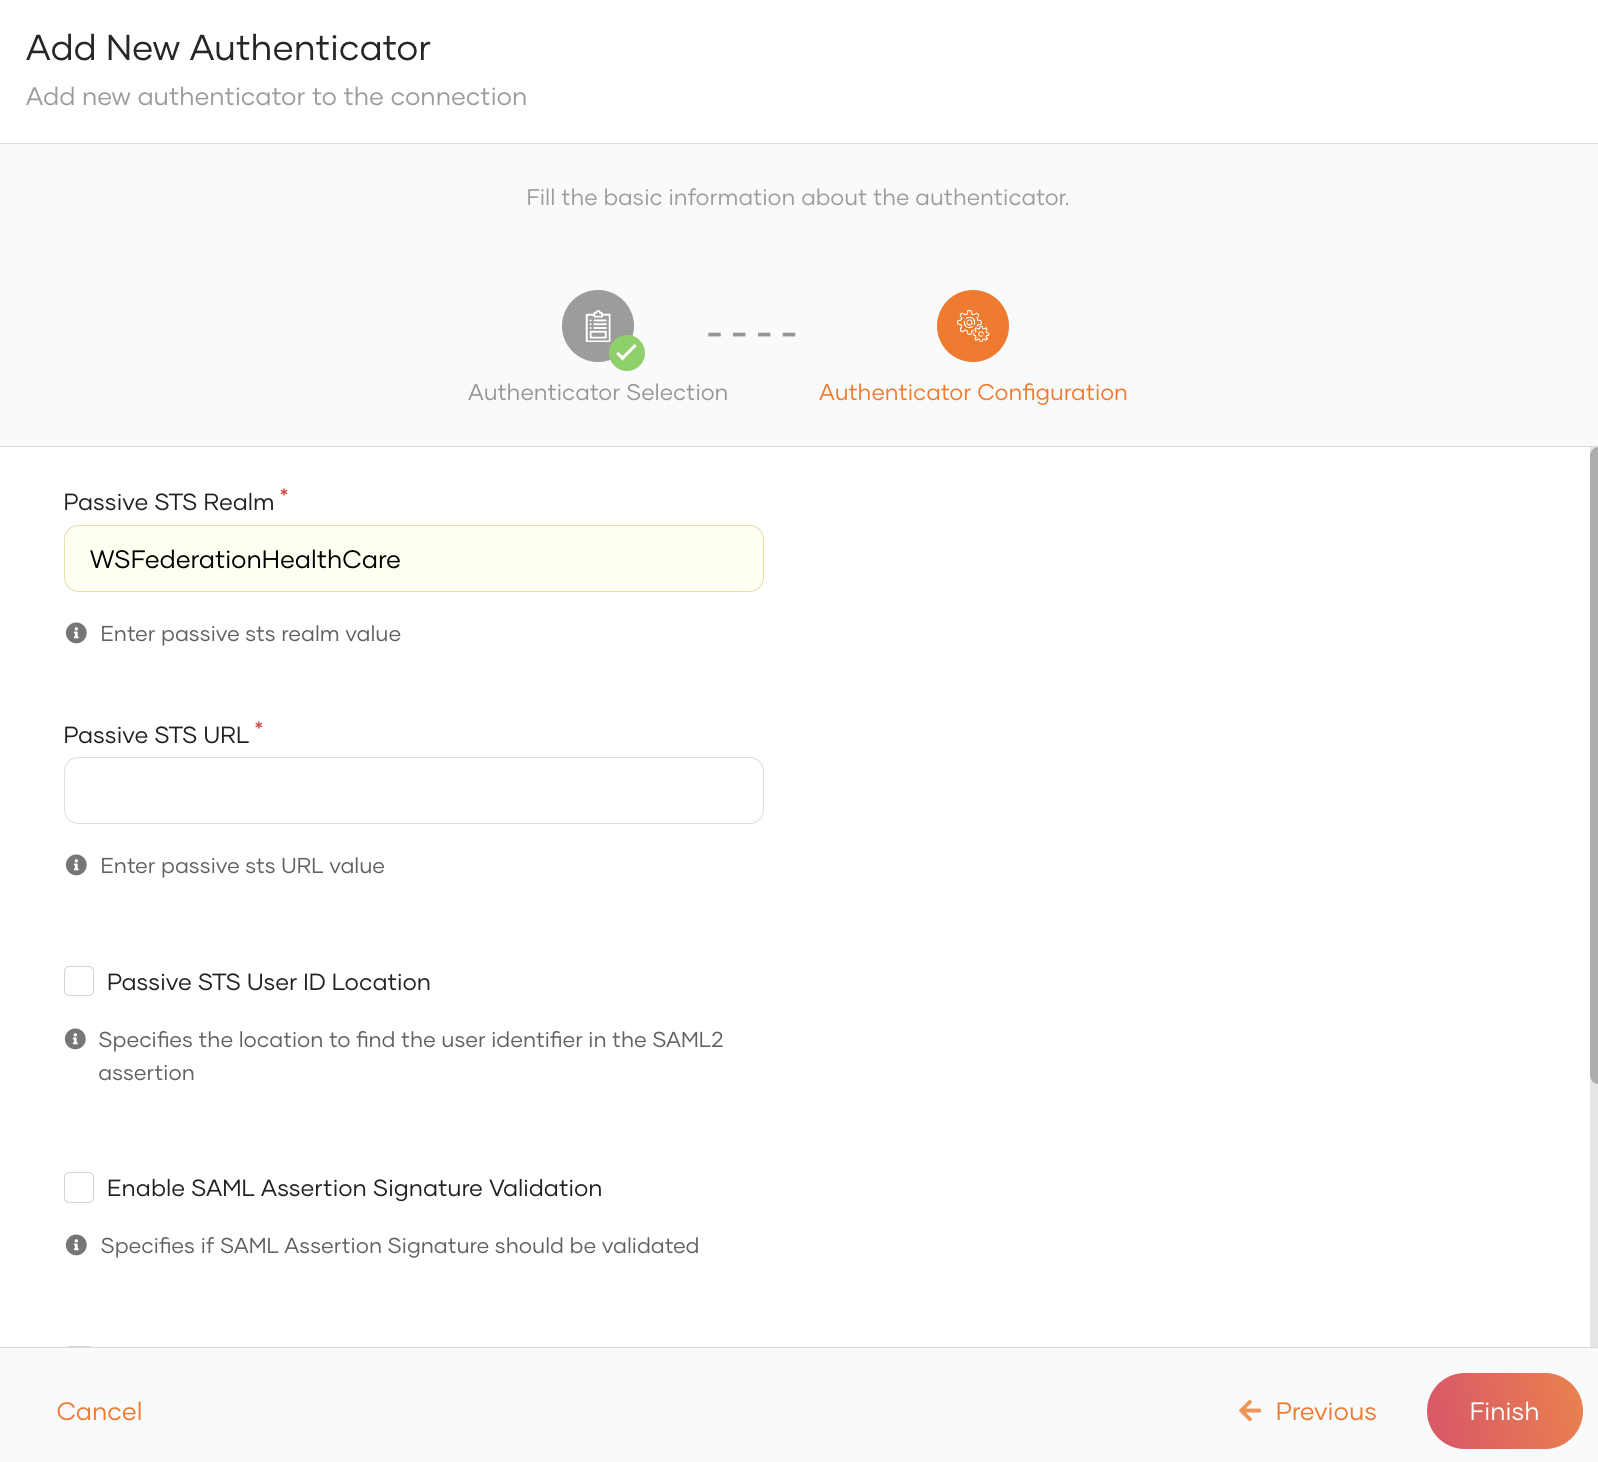 Add New Authenticator
Add new authenticator to the connection
Fill the basic information about the authenticator.
Authenticator Selection
Authenticator Configuration
Passive STS Realm *
WSFederationHealthCare
Enter passive sts realm value
Passive STS URL *
Enter passive sts URL value
Passive STS User ID Location
Specifies the location to find the user identifier in the SAML2
assertion
Enable SAML Assertion Signature Validation
Specifies if SAML Assertion Signature should be validated
Cancel
Previous
Finish